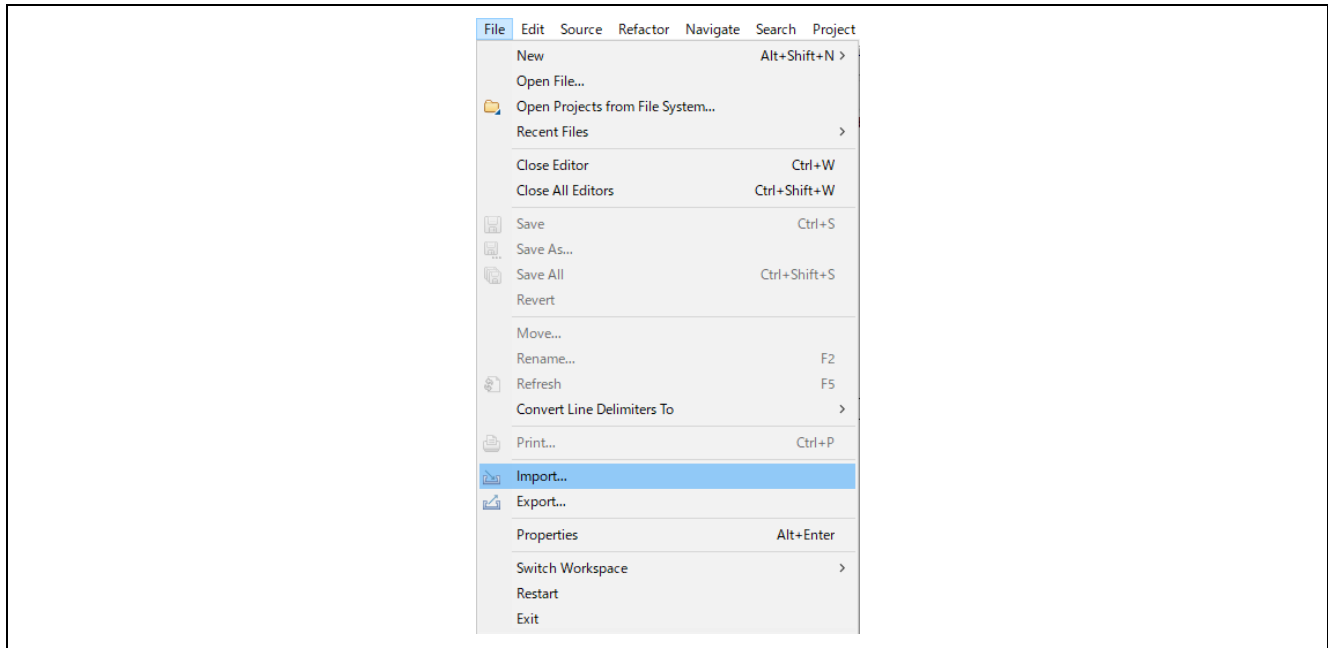 File Edit Source Refactor Navigate Search Project
New Alt+Shift+N >
Open File...
Open Projects from File System...
Recent Files >
Close Editor Ctrl+W
Close All Editors Ctrl+Shift+W
Save Ctrl+S
Save As...
Save All Ctrl+Shift+S
Revert
Move...
Rename... F2
Refresh F5
Convert Line Delimiters To >
Print... Ctrl+P
Import...
Export...
Properties Alt+Enter
Switch Workspace >
Restart
Exit